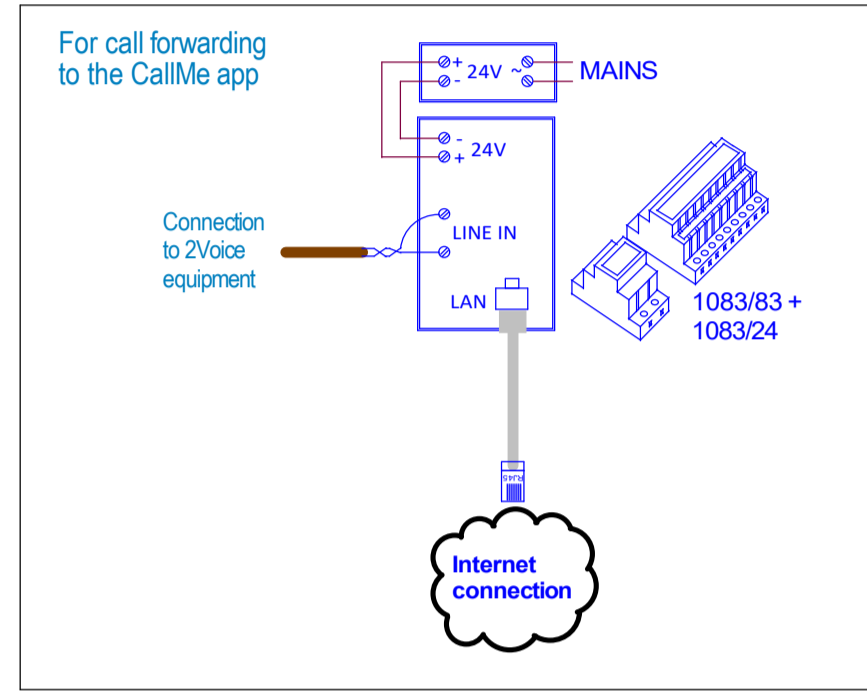 For call forwarding
to the CallMe app
+ 24V ~ MAINS
-
-
+ 24V
Connection
to 2Voice
equipment
LINE IN
LAN
1083/83 +
1083/24
RJ45
Internet
connection